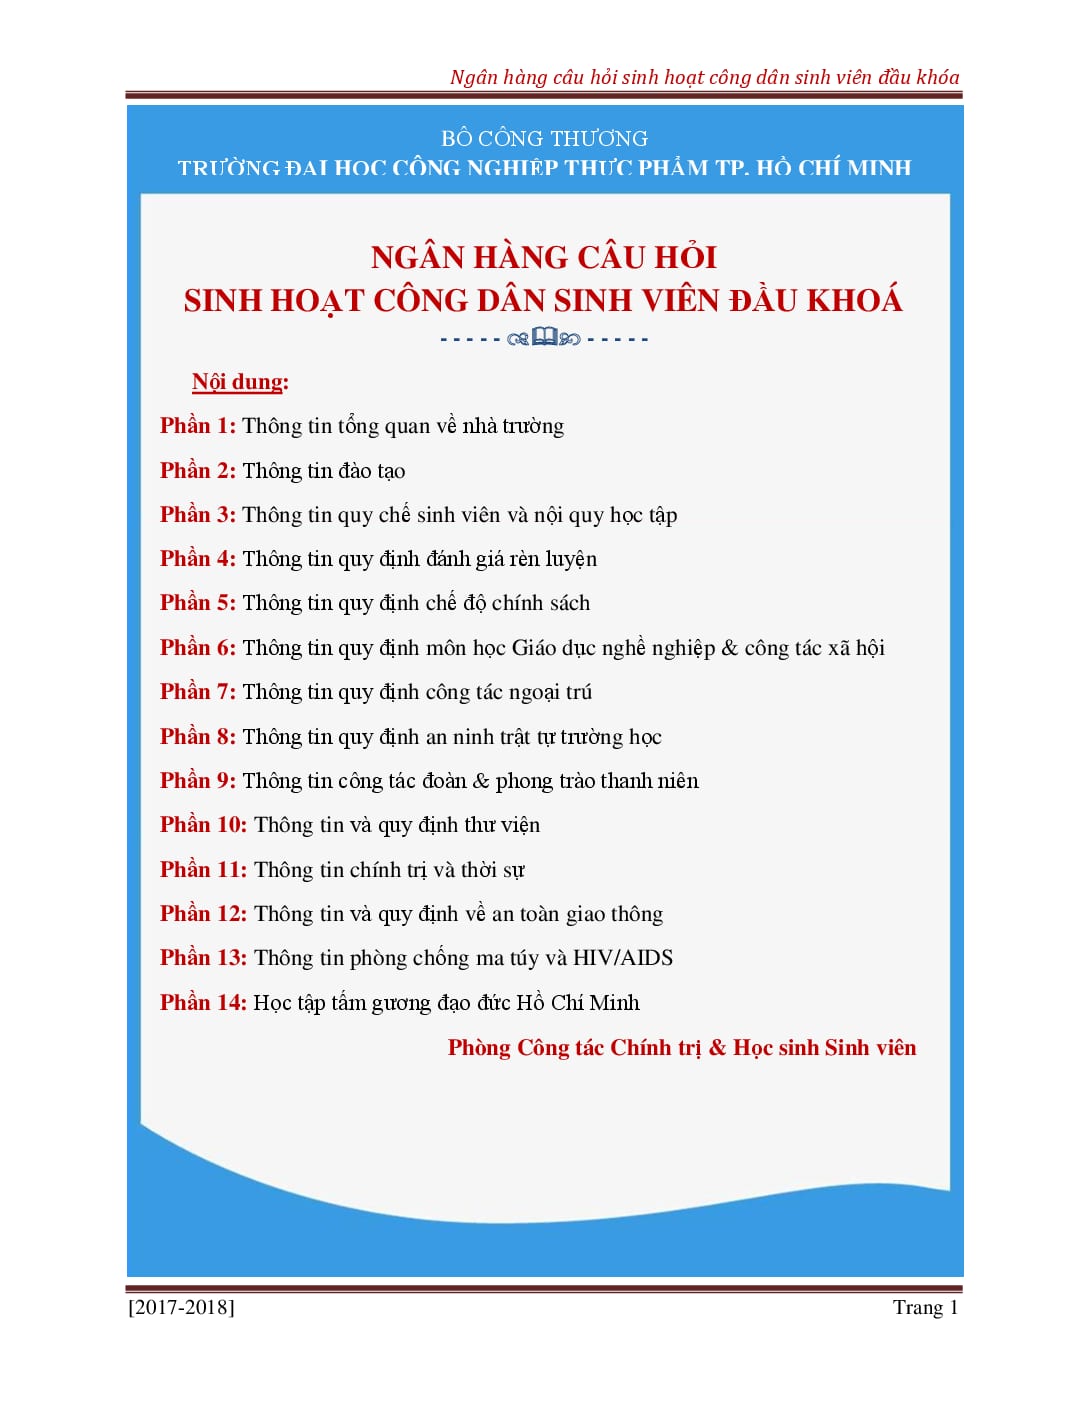 Ngân hàng câu hỏi sinh hoạt công dân sinh viên đầu khóa
BÔ CÔNG THƯƠNG
TRƯỜNG ĐẠI HỌC CÔNG NGHIỆP THỰC PHẨM TP. HỒ CHÍ MINH
NGÂN HÀNG CÂU HỎI
SINH HOẠT CÔNG DÂN SINH VIÊN ĐẦU KHOÁ
Nội dung:
Phần 1: Thông tin tổng quan về nhà trường
Phần 2: Thông tin đào tạo
Phần 3: Thông tin quy chế sinh viên và nội quy học tập
Phần 4: Thông tin quy định đánh giá rèn luyện
Phần 5: Thông tin quy định chế độ chính sách
Phần 6: Thông tin quy định môn học Giáo dục nghề nghiệp & công tác xã hội
Phần 7: Thông tin quy định công tác ngoại trú
Phần 8: Thông tin quy định an ninh trật tự trường học
Phần 9: Thông tin công tác đoàn & phong trào thanh niên
Phần 10: Thông tin và quy định thư viện
Phần 11: Thông tin chính trị và thời sự
Phần 12: Thông tin và quy định về an toàn giao thông
Phần 13: Thông tin phòng chống ma túy và HIV/AIDS
Phần 14: Học tập tấm gương đạo đức Hồ Chí Minh
Phòng Công tác Chính trị & Học sinh Sinh viên
[2017-2018]
Trang 1